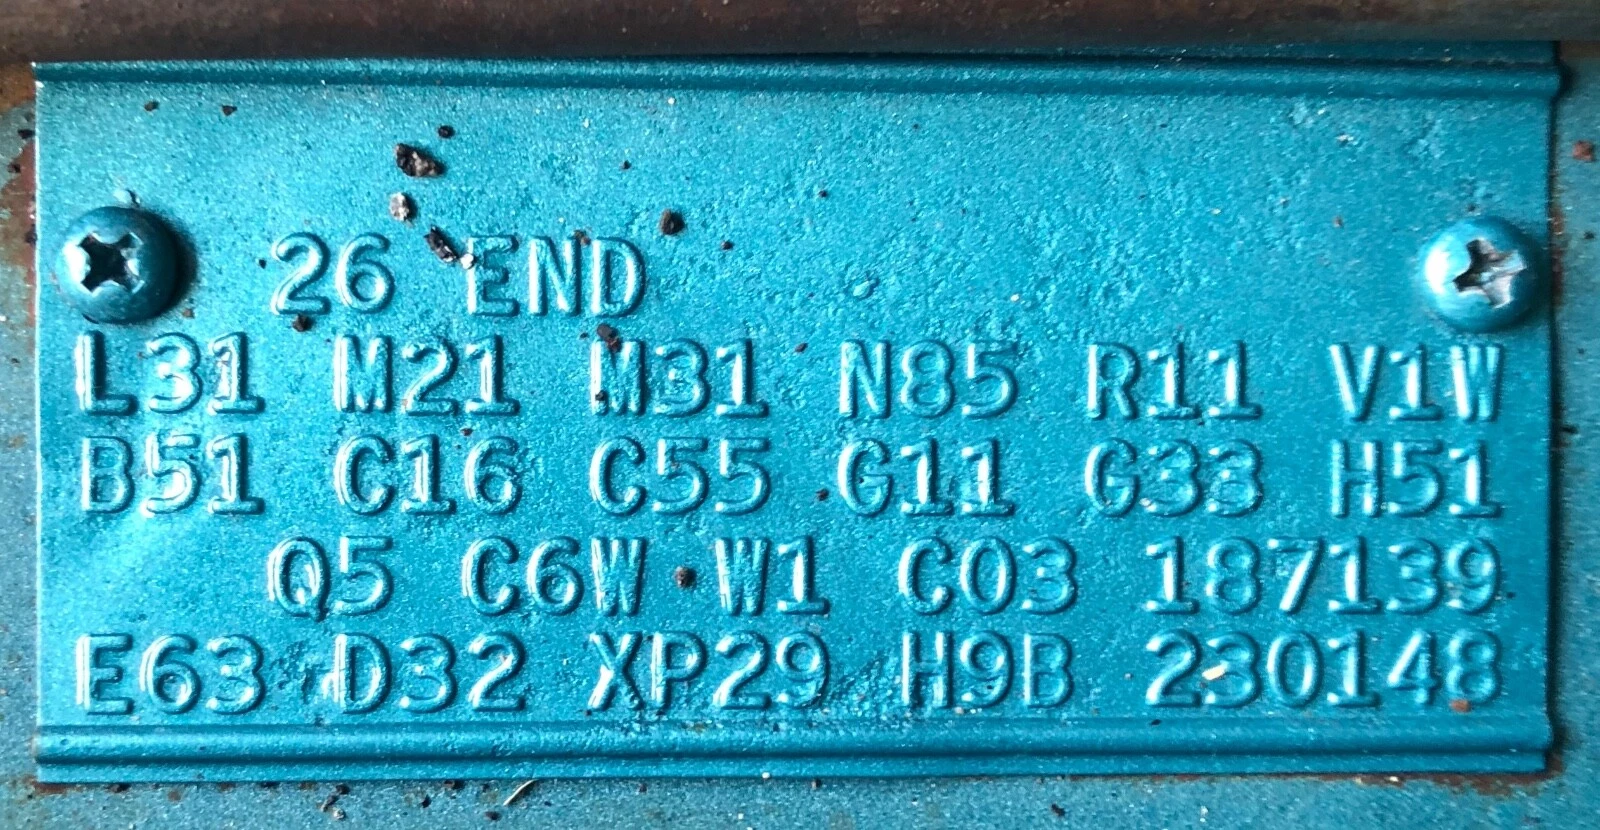 26 END
L31 M21 M31 N85 R11 V1W
B51 C16 C55 G11 G33 H51
Q5 C6W W1 C03 187139
E63 D32 XP29 H9B 230148